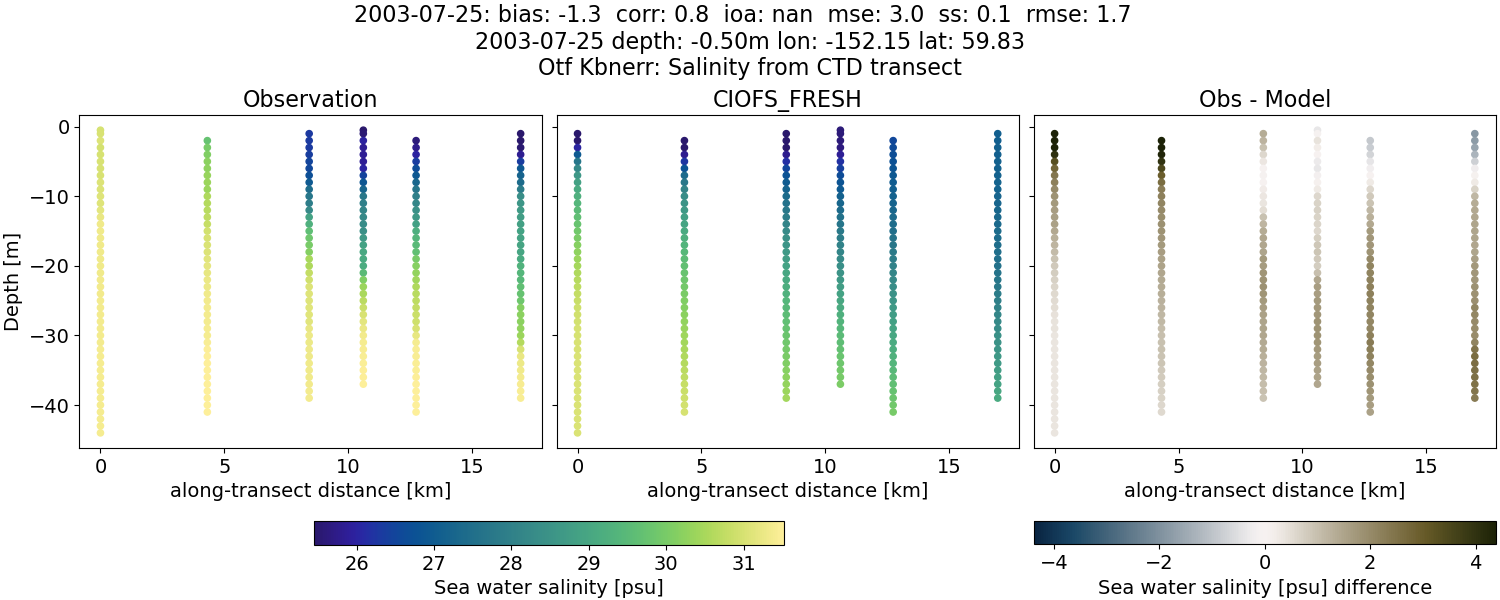 2003-07-25: bias: -1.3  corr: 0.8  ioa: nan  mse: 3.0  ss: 0.1  rmse: 1.7
2003-07-25 depth: -0.50m lon: -152.15 lat: 59.83
Otf Kbnerr: Salinity from CTD transect
Observation
CIOFS_FRESH
Obs - Model
Depth [m]
0
−10
−20
−30
−40
0 5 10 15
0 5 10 15
0 5 10 15
along-transect distance [km]
along-transect distance [km]
along-transect distance [km]
26 27 28 29 30 31
Sea water salinity [psu]
−4 −2 0 2 4
Sea water salinity [psu] difference